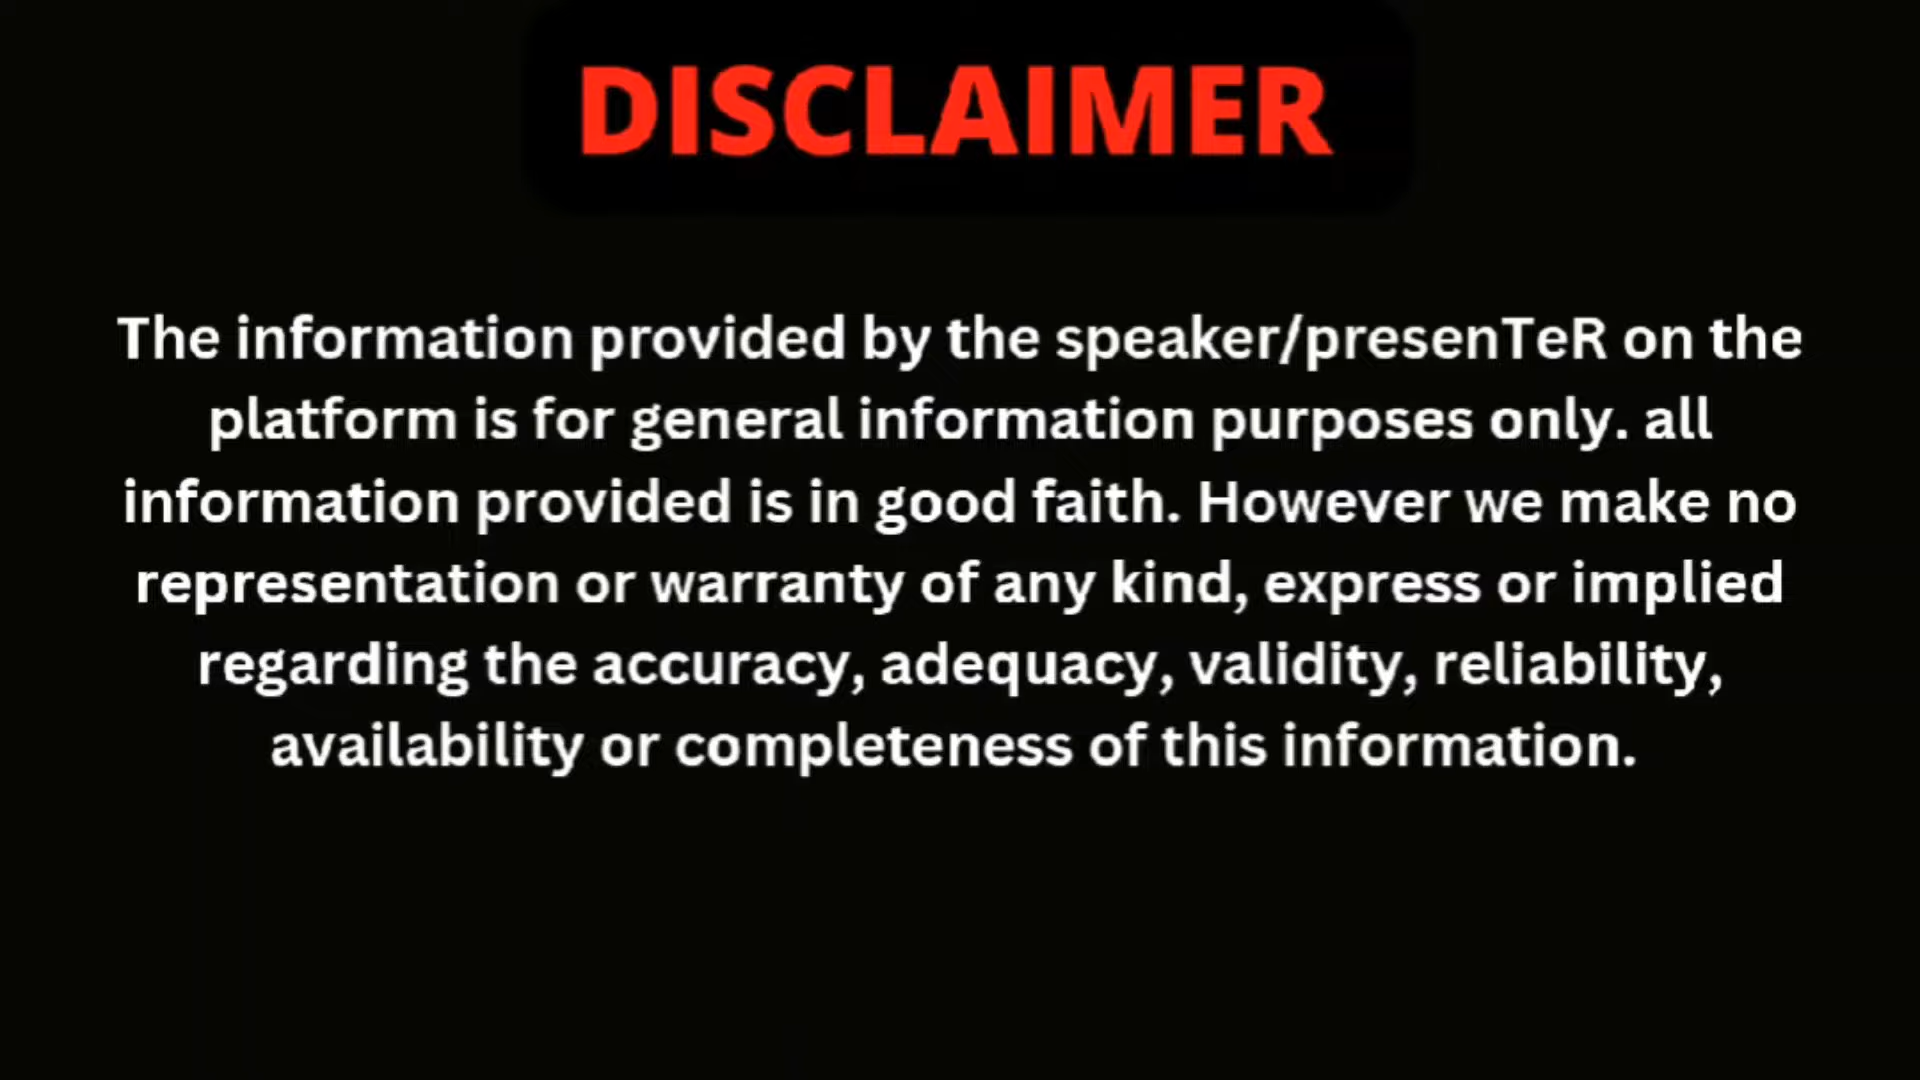 DISCLAIMER
The information provided by the speaker/presenTeR on the
platform is for general information purposes only. all
information provided is in good faith. However we make no
representation or warranty of any kind, express or implied
regarding the accuracy, adequacy, validity, reliability,
availability or completeness of this information.